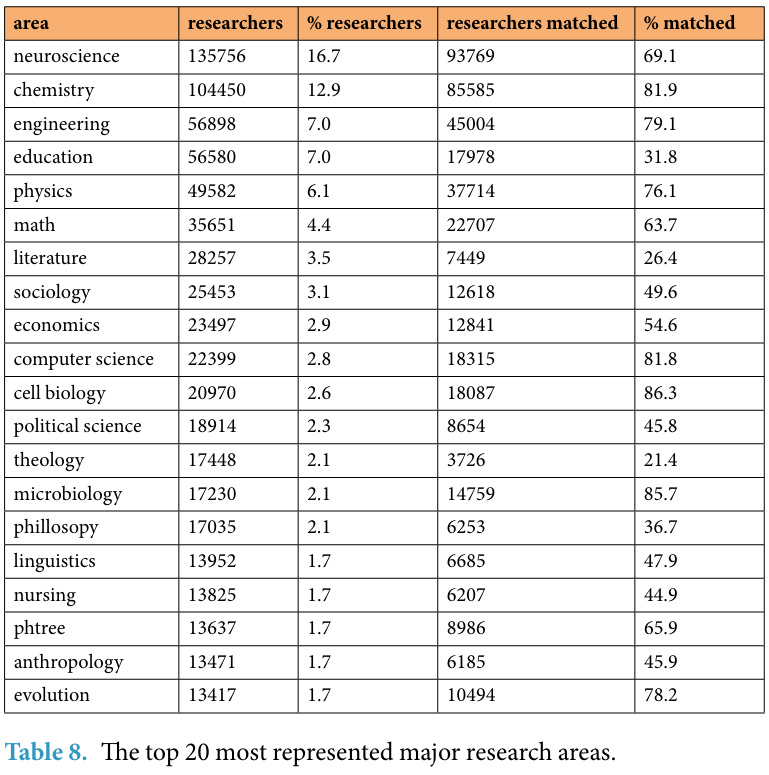 area researchers % researchers researchers matched % matched
neuroscience 135756 16.7 93769 69.1
chemistry 104450 12.9 85585 81.9
engineering 56898 7.0 45004 79.1
education 56580 7.0 17978 31.8
physics 49582 6.1 37714 76.1
math 35651 4.4 22707 63.7
literature 28257 3.5 7449 26.4
sociology 25453 3.1 12618 49.6
economics 23497 2.9 12841 54.6
computer science 22399 2.8 18315 81.8
cell biology 20970 2.6 18087 86.3
political science 18914 2.3 8654 45.8
theology 17448 2.1 3726 21.4
microbiology 17230 2.1 14759 85.7
phillosopy 17035 2.1 6253 36.7
linguistics 13952 1.7 6685 47.9
nursing 13825 1.7 6207 44.9
phtree 13637 1.7 8986 65.9
anthropology 13471 1.7 6185 45.9
evolution 13417 1.7 10494 78.2
Table 8. The top 20 most represented major research areas.